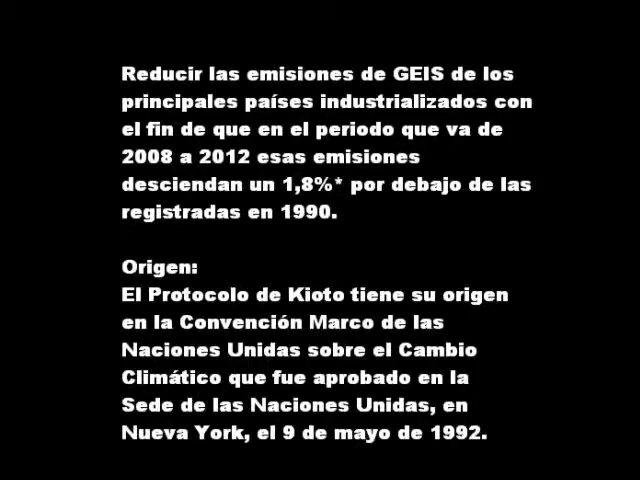 Reducir las emisiones de GEIS de los
principales países industrializados con
el fin de que en el periodo que va de
2008 a 2012 esas emisiones
desciendan un 1,8%* por debajo de las
registradas en 1990.
Origen:
El Protocolo de Kioto tiene su origen
en la Convención Marco de las
Naciones Unidas sobre el Cambio
Climático que fue aprobado en la
Sede de las Naciones Unidas, en
Nueva York, el 9 de mayo de 1992.